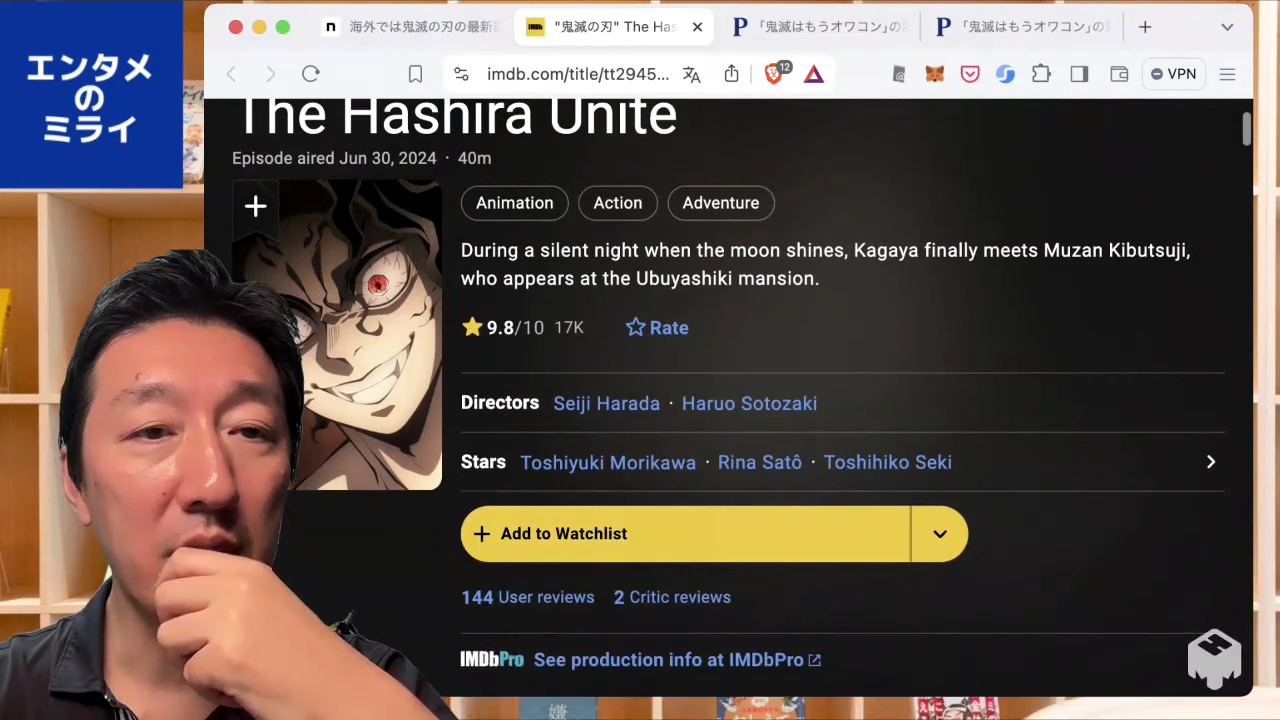 エンタメ
の
ミライ
海外では鬼滅の刃の最新
"鬼滅の刃" The Has
「鬼滅はもうオワコン」の
「鬼滅はもうオワコン」の
imdb.com/title/tt2945...
12
VPN
The Hashira Unite
Episode aired Jun 30, 2024 · 40m
Animation
Action
Adventure
During a silent night when the moon shines, Kagaya finally meets Muzan Kibutsuji,
who appears at the Ubuyashiki mansion.
9.8/10 17K
Rate
Directors Seiji Harada · Haruo Sotozaki
Stars Toshiyuki Morikawa · Rina Satô · Toshihiko Seki
Add to Watchlist
144 User reviews 2 Critic reviews
IMDbPro See production info at IMDbPro
嫌